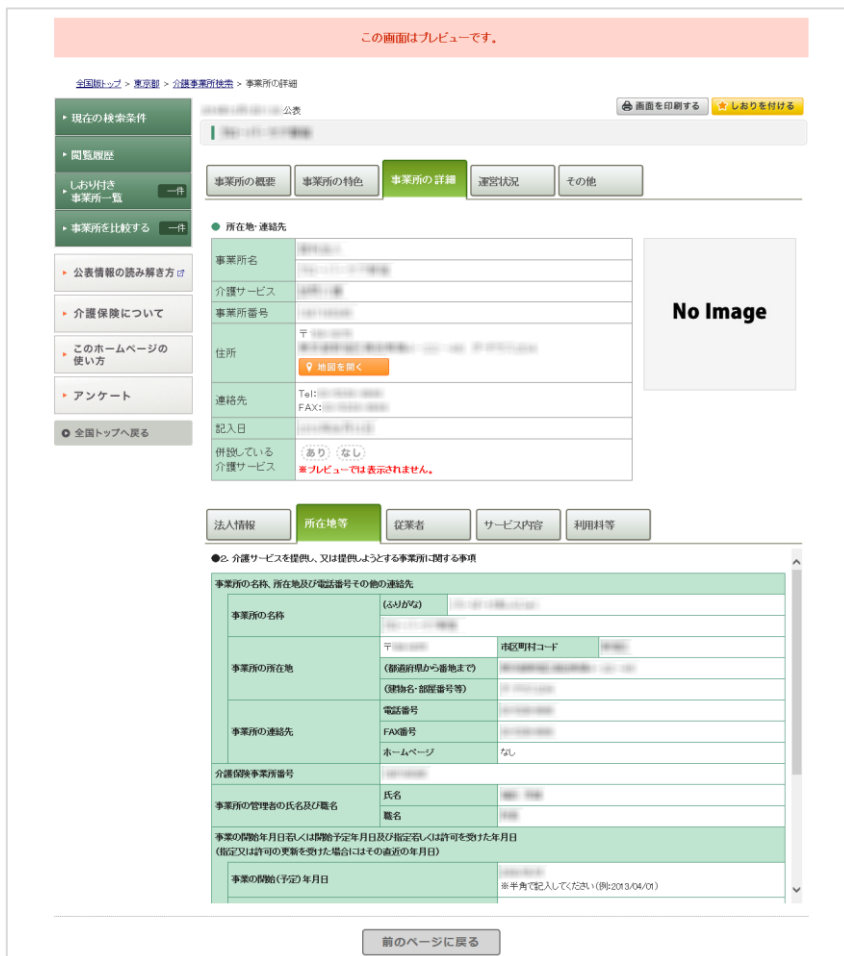 この画面はプレビューです。
全国版トップ > 東京都 > 介護事業所検索 > 事業所の詳細
現在の検索条件
閲覧履歴
しおり付き
事業所一覧
一件
事業所を比較する 一件
公表情報の読み解き方
介護保険について
このホームページの
使い方
アンケート
全国トップへ戻る
公表
画面を印刷する しおりを付ける
事業所の概要 事業所の特色 事業所の詳細 運営状況 その他
● 所在地・連絡先
事業所名
介護サービス
事業所番号
住所
〒
地図を開く
連絡先
Tel:
FAX:
記入日
併設している
介護サービス
あり なし
※プレビューでは表示されません。
No Image
法人情報 所在地等 従業者 サービス内容 利用料等
●2. 介護サービスを提供し、又は提供しようとする事業所に関する事項
事業所の名称、所在地及び電話番号その他の連絡先
事業所の名称
(ふりがな)
事業所の所在地
〒
市区町村コード
(都道府県から番地まで)
(建物名・部屋番号等)
事業所の連絡先
電話番号
FAX番号
ホームページ なし
介護保険事業所番号
事業所の管理者の氏名及び職名
氏名
職名
事業の開始年月日若しくは開始予定年月日及び指定若しくは許可を受けた年月日
(指定又は許可の更新を受けた場合にはその直近の年月日)
事業の開始(予定)年月日
※半角で記入してください(例:2013/04/01)
前のページに戻る